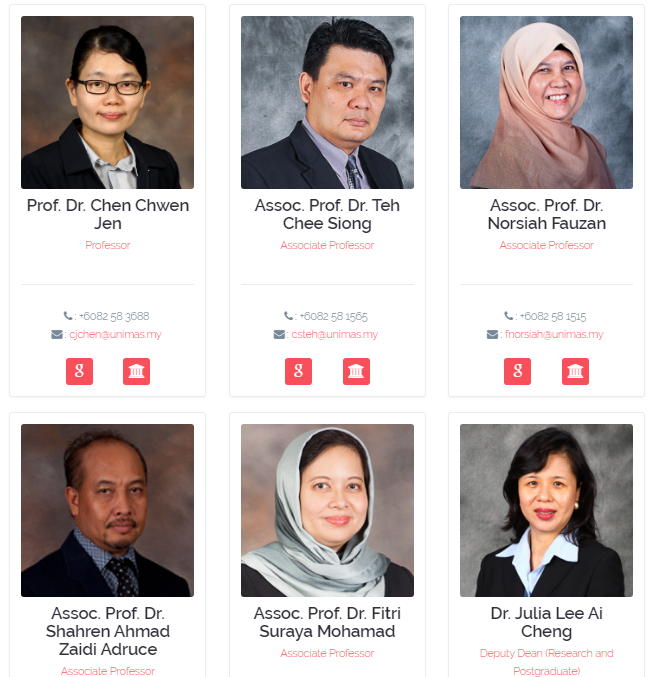 Prof. Dr. Chen Chwen
Jen
Professor
: +6082 58 3688
: cjchen@unimas.my
g
Assoc. Prof. Dr. Teh
Chee Siong
Associate Professor
: +6082 58 1565
: csteh@unimas.my
g
Assoc. Prof. Dr.
Norsiah Fauzan
Associate Professor
: +6082 58 1515
: fnorsiah@unimas.my
g
Assoc. Prof. Dr.
Shahren Ahmad
Zaidi Adruce
Associate Professor
Assoc. Prof. Dr. Fitri
Suraya Mohamad
Associate Professor
Dr. Julia Lee Ai
Cheng
Deputy Dean (Research and
Postgraduate)